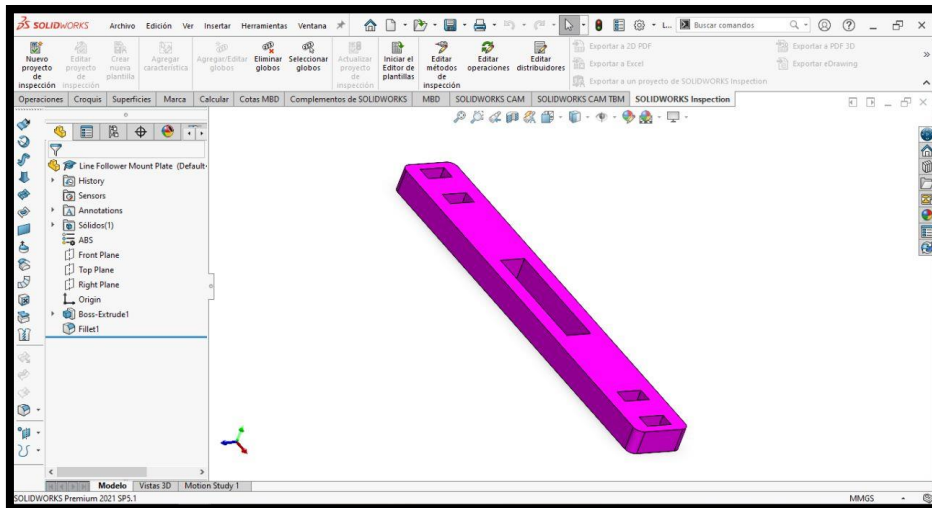 SOLIDWORKS Archivo Edición Ver Insertar Herramientas Ventana L... Buscar comandos
Nuevo proyecto de inspección
Editar proyecto de inspección
Crear nueva plantilla
Agregar característica
Agregar/Editar globos
Eliminar globos
Seleccionar globos
Actualizar proyecto de inspección
Iniciar el Editor de plantillas
Editar métodos de inspección
Editar operaciones
Editar distribuidores
Exportar a 2D PDF
Exportar a Excel
Exportar a un proyecto de SOLIDWORKS Inspection
Exportar a PDF 3D
Exportar eDrawing
Operaciones Croquis Superficies Marca Calcular Cotas MBD Complementos de SOLIDWORKS MBD SOLIDWORKS CAM SOLIDWORKS CAM TBM SOLIDWORKS Inspection
Line Follower Mount Plate (Default
History
Sensors
Annotations
Sólidos(1)
ABS
Front Plane
Top Plane
Right Plane
Origin
Boss-Extrude1
Fillet1
Modelo Vistas 3D Motion Study 1
SOLIDWORKS Premium 2021 SP5.1 MMGS